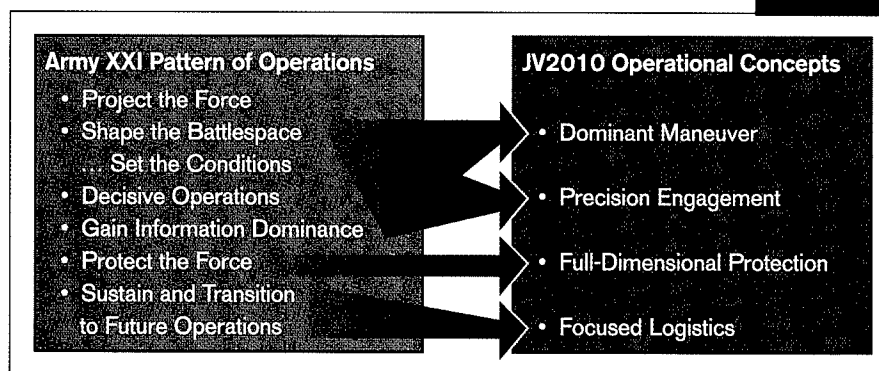 Army XXI Pattern of Operations
• Project the Force
• Shape the Battlespace
... Set the Conditions
• Decisive Operations
• Gain Information Dominance
• Protect the Force
• Sustain and Transition
to Future Operations
JV2010 Operational Concepts
• Dominant Maneuver
• Precision Engagement
• Full-Dimensional Protection
• Focused Logistics